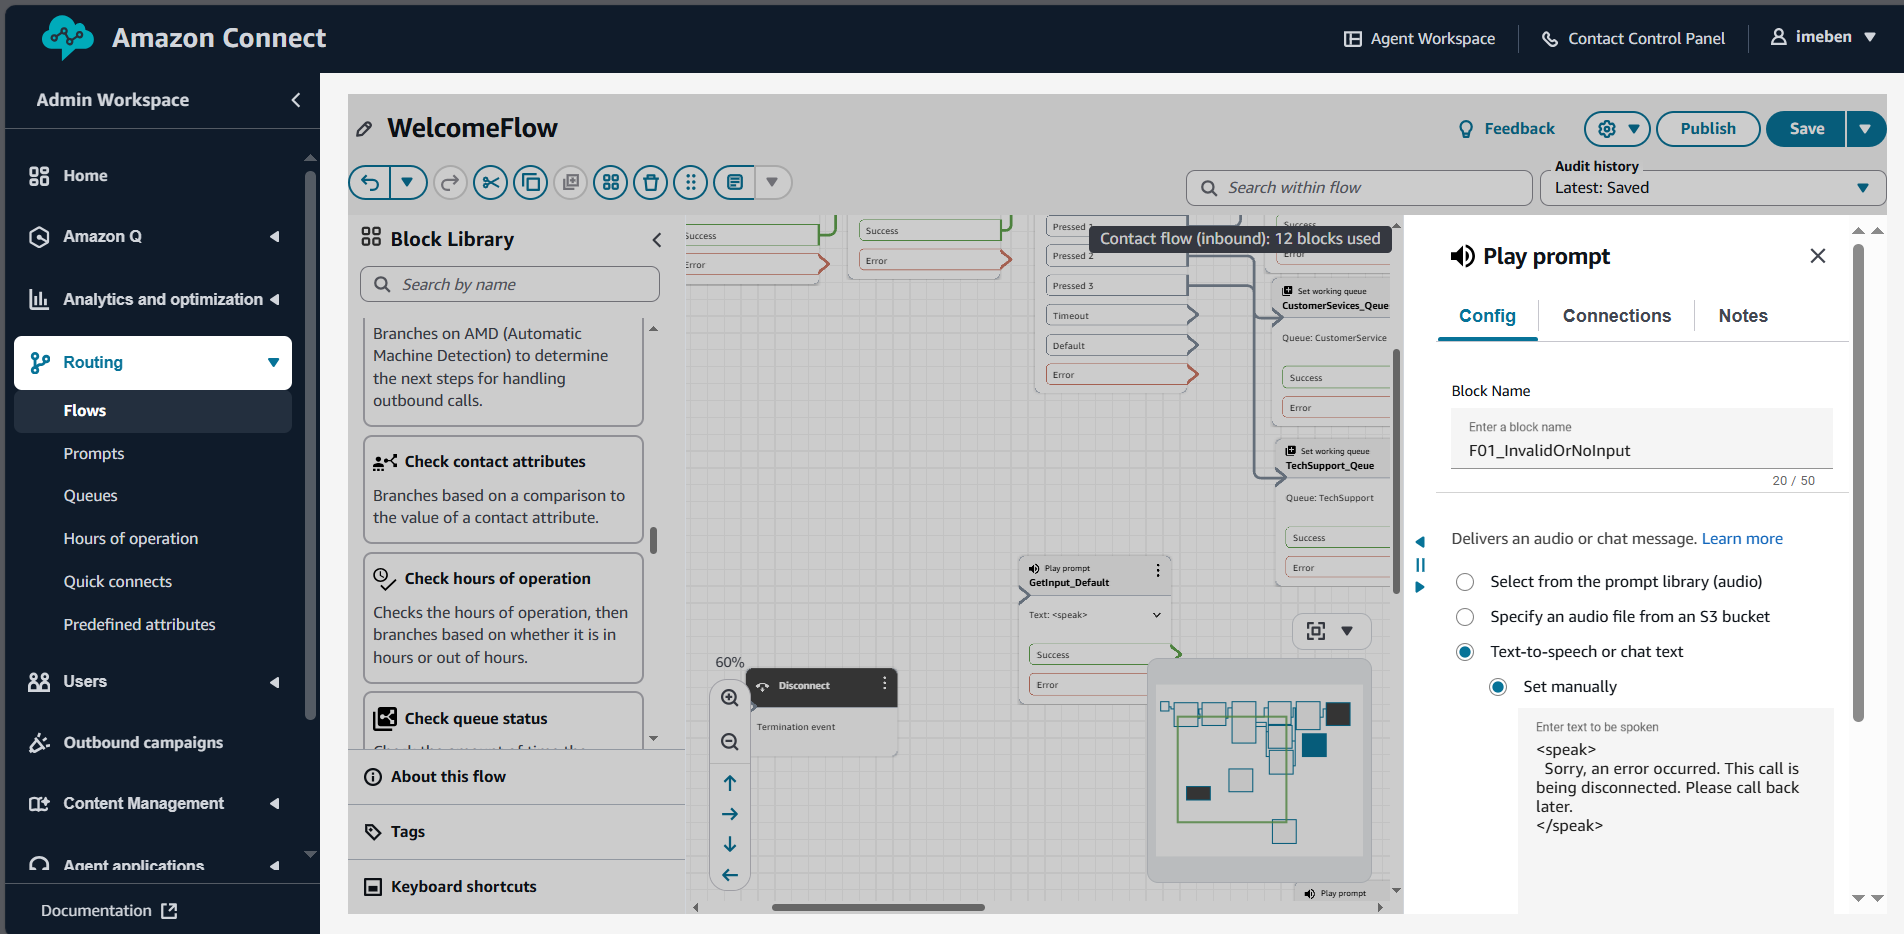 Amazon Connect
Agent Workspace
Contact Control Panel
imeben
Admin Workspace
Home
Amazon Q
Analytics and optimization
Routing
Flows
Prompts
Queues
Hours of operation
Quick connects
Predefined attributes
Users
Outbound campaigns
Content Management
Agent applications
Documentation
WelcomeFlow
Feedback
Publish
Save
Search within flow
Audit history
Latest: Saved
Block Library
Search by name
Branches on AMD (Automatic
Machine Detection) to determine
the next steps for handling
outbound calls.
Check contact attributes
Branches based on a comparison to
the value of a contact attribute.
Check hours of operation
Checks the hours of operation, then
branches based on whether it is in
hours or out of hours.
Check queue status
About this flow
Tags
Keyboard shortcuts
Success
Error
Success
Error
Pressed 1
Pressed 2
Pressed 3
Timeout
Default
Error
Contact flow (inbound): 12 blocks used
Success
Error
Set working queue
CustomerSevices_Qeue
Queue: CustomerService
Success
Error
Set working queue
TechSupport_Qeue
Queue: TechSupport
Success
Error
Play prompt
GetInput_Default
Text: <speak>
Success
Error
60%
Disconnect
Termination event
Play prompt
Play prompt
Config
Connections
Notes
Block Name
Enter a block name
F01_InvalidOrNoInput
20 / 50
Delivers an audio or chat message. Learn more
Select from the prompt library (audio)
Specify an audio file from an S3 bucket
Text-to-speech or chat text
Set manually
Enter text to be spoken
<speak>
Sorry, an error occurred. This call is
being disconnected. Please call back
later.
</speak>